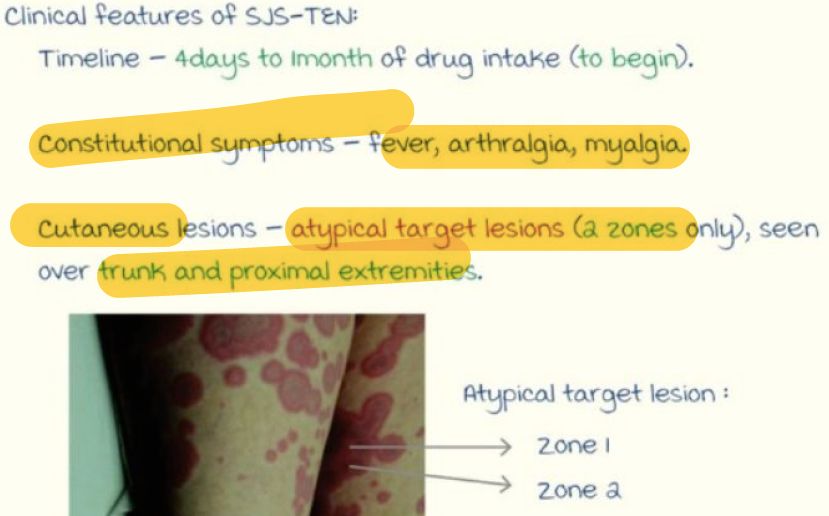 Clinical features of SJS-TEN:
Timeline – 4days to 1month of drug intake (to begin).
Constitutional symptoms – fever, arthralgia, myalgia.
Cutaneous lesions – atypical target lesions (2 zones only), seen
over trunk and proximal extremities.
Atypical target lesion :
Zone 1
Zone 2